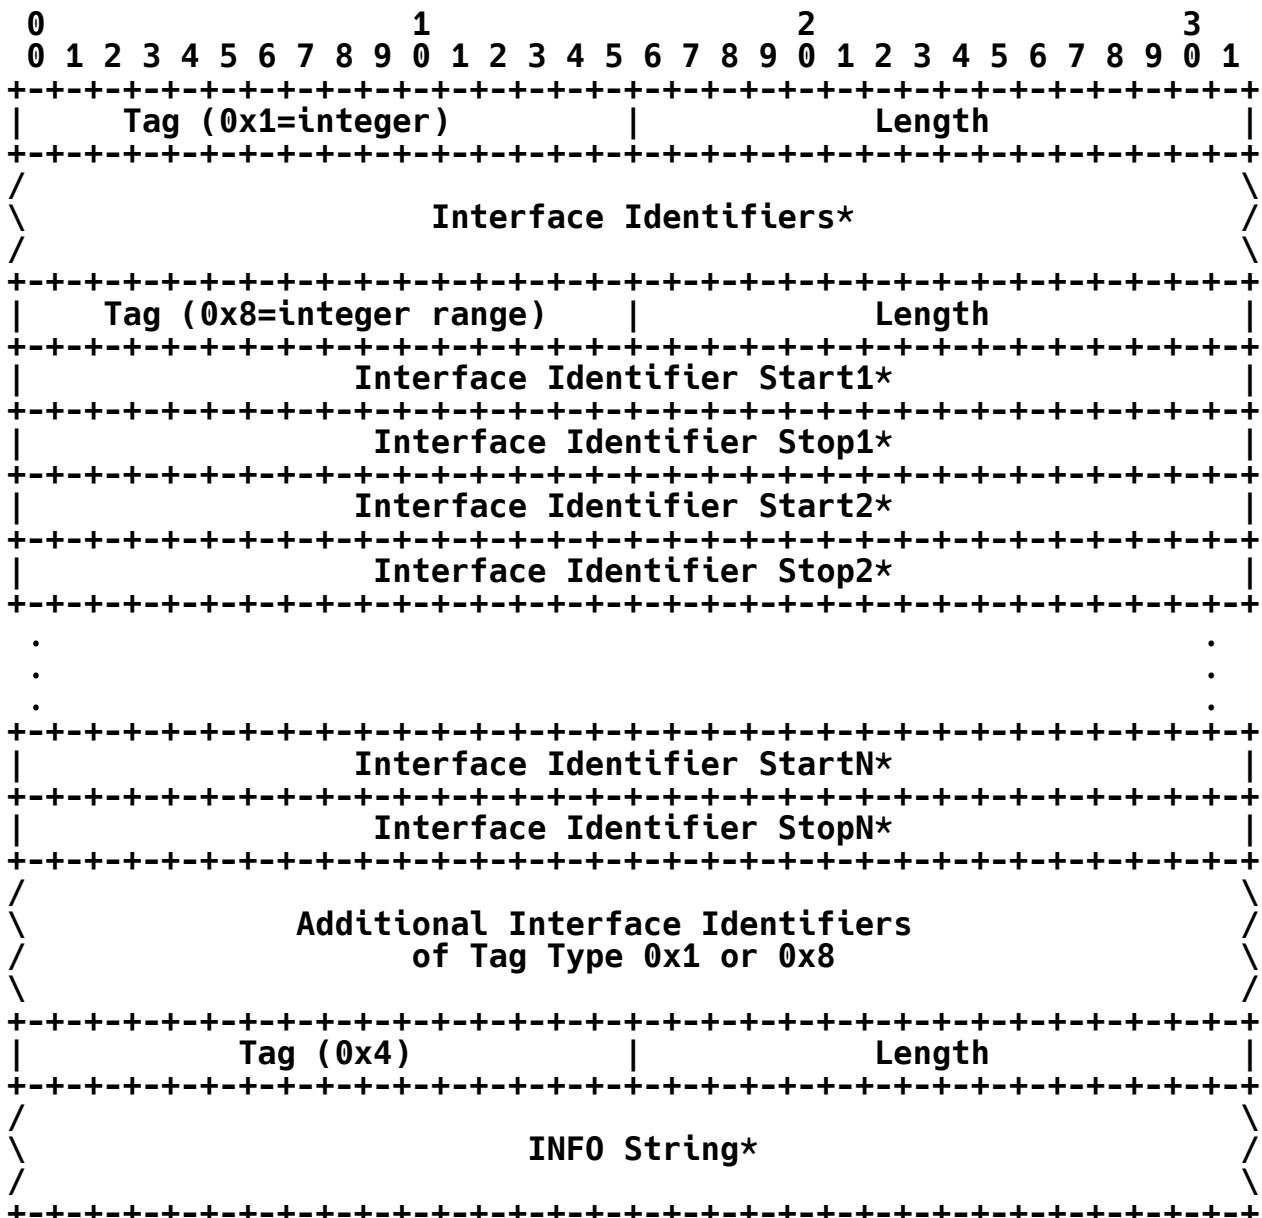 0                   1                   2                   3
 0 1 2 3 4 5 6 7 8 9 0 1 2 3 4 5 6 7 8 9 0 1 2 3 4 5 6 7 8 9 0 1
+-+-+-+-+-+-+-+-+-+-+-+-+-+-+-+-+-+-+-+-+-+-+-+-+-+-+-+-+-+-+-+-+
|     Tag (0x1=integer)         |            Length             |
+-+-+-+-+-+-+-+-+-+-+-+-+-+-+-+-+-+-+-+-+-+-+-+-+-+-+-+-+-+-+-+-+
/                                                               \
\                     Interface Identifiers*                    /
/                                                               \
+-+-+-+-+-+-+-+-+-+-+-+-+-+-+-+-+-+-+-+-+-+-+-+-+-+-+-+-+-+-+-+-+
|    Tag (0x8=integer range)    |            Length             |
+-+-+-+-+-+-+-+-+-+-+-+-+-+-+-+-+-+-+-+-+-+-+-+-+-+-+-+-+-+-+-+-+
|                 Interface Identifier Start1*                  |
+-+-+-+-+-+-+-+-+-+-+-+-+-+-+-+-+-+-+-+-+-+-+-+-+-+-+-+-+-+-+-+-+
|                  Interface Identifier Stop1*                  |
+-+-+-+-+-+-+-+-+-+-+-+-+-+-+-+-+-+-+-+-+-+-+-+-+-+-+-+-+-+-+-+-+
|                 Interface Identifier Start2*                  |
+-+-+-+-+-+-+-+-+-+-+-+-+-+-+-+-+-+-+-+-+-+-+-+-+-+-+-+-+-+-+-+-+
|                  Interface Identifier Stop2*                  |
+-+-+-+-+-+-+-+-+-+-+-+-+-+-+-+-+-+-+-+-+-+-+-+-+-+-+-+-+-+-+-+-+
 .                                                             .
 .                                                             .
 .                                                             .
+-+-+-+-+-+-+-+-+-+-+-+-+-+-+-+-+-+-+-+-+-+-+-+-+-+-+-+-+-+-+-+-+
|                 Interface Identifier StartN*                  |
+-+-+-+-+-+-+-+-+-+-+-+-+-+-+-+-+-+-+-+-+-+-+-+-+-+-+-+-+-+-+-+-+
|                  Interface Identifier StopN*                  |
+-+-+-+-+-+-+-+-+-+-+-+-+-+-+-+-+-+-+-+-+-+-+-+-+-+-+-+-+-+-+-+-+
/                                                               \
\              Additional Interface Identifiers                 /
/                    of Tag Type 0x1 or 0x8                     \
\                                                               /
+-+-+-+-+-+-+-+-+-+-+-+-+-+-+-+-+-+-+-+-+-+-+-+-+-+-+-+-+-+-+-+-+
|           Tag (0x4)           |            Length             |
+-+-+-+-+-+-+-+-+-+-+-+-+-+-+-+-+-+-+-+-+-+-+-+-+-+-+-+-+-+-+-+-+
/                                                               \
\                          INFO String*                         /
/                                                               \
+-+-+-+-+-+-+-+-+-+-+-+-+-+-+-+-+-+-+-+-+-+-+-+-+-+-+-+-+-+-+-+-+